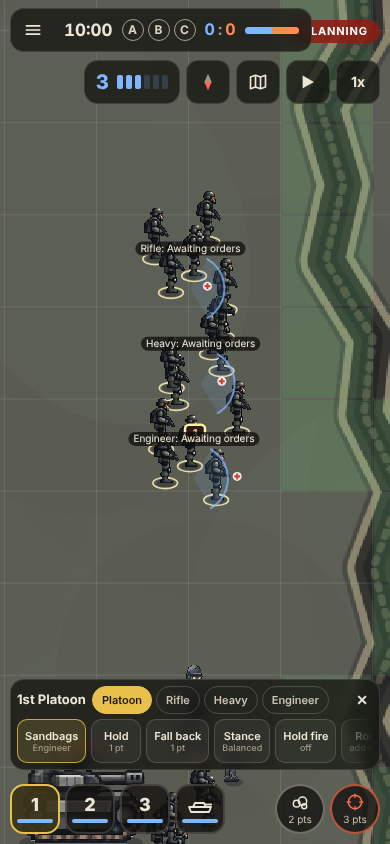 10:00 A B C 0:0 LANNING
3 1x
Rifle: Awaiting orders
Heavy: Awaiting orders
Engineer: Awaiting orders
1st Platoon Platoon Rifle Heavy Engineer
Sandbags Hold Fall back Stance Hold fire
Engineer 1 pt 1 pt Balanced off
1 2 3
2 pts 3 pts